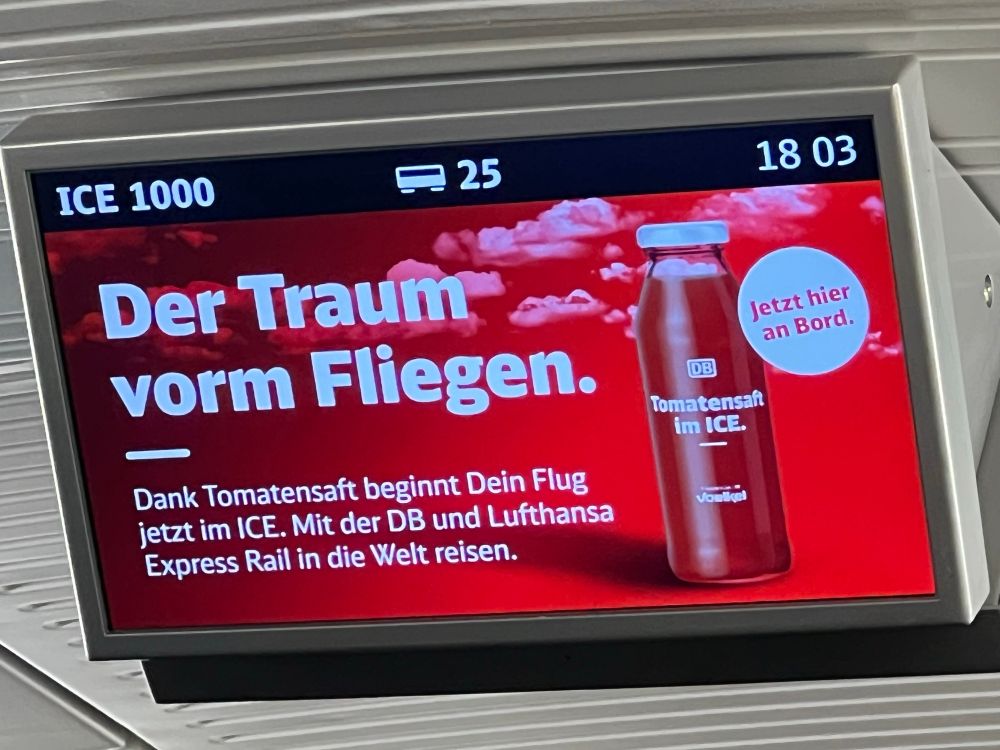 ICE 1000
25
18 03
Der Traum
vorm Fliegen.
Dank Tomatensaft beginnt Dein Flug
jetzt im ICE. Mit der DB und Lufthansa
Express Rail in die Welt reisen.
Jetzt hier
an Bord.
DB
Tomatensaft
im ICE.
Voelkel